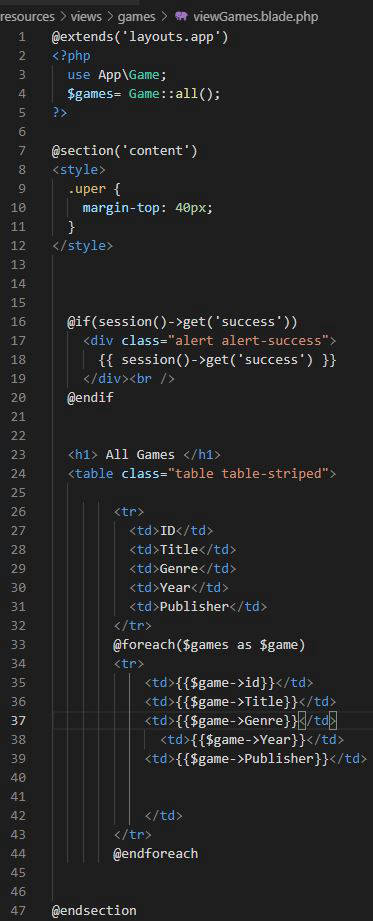 resources > views > games > viewGames.blade.php
1 @extends('layouts.app')
2 <?php
3 use App\Game;
4 $games= Game::all();
5 ?>
6
7 @section('content')
8 <style>
9 .uper {
10 margin-top: 40px;
11 }
12 </style>
13
14
15
16 @if(session()->get('success'))
17 <div class="alert alert-success">
18 {{ session()->get('success') }}
19 </div><br />
20 @endif
21
22
23 <h1> All Games </h1>
24 <table class="table table-striped">
25
26 <tr>
27 <td>ID</td>
28 <td>Title</td>
29 <td>Genre</td>
30 <td>Year</td>
31 <td>Publisher</td>
32 </tr>
33 @foreach($games as $game)
34 <tr>
35 <td>{{$game->id}}</td>
36 <td>{{$game->Title}}</td>
37 <td>{{$game->Genre}}</td>
38 <td>{{$game->Year}}</td>
39 <td>{{$game->Publisher}}</td>
40
41
42 </td>
43 </tr>
44 @endforeach
45
46
47 @endsection